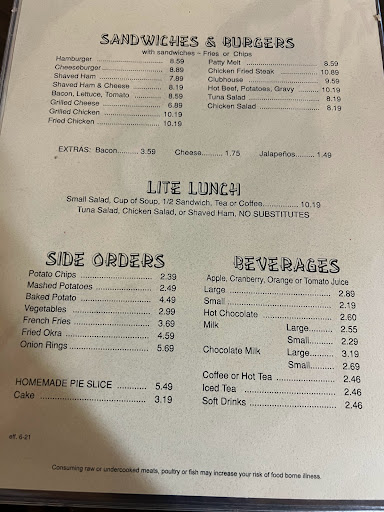 SANDWICHES & BURGERS
with sandwiches ~ Fries or Chips
Hamburger 8.59
Cheeseburger 8.89
Shaved Ham 7.89
Shaved Ham & Cheese 8.19
Bacon, Lettuce, Tomato 8.59
Grilled Cheese 6.89
Grilled Chicken 10.19
Fried Chicken 10.19
Patty Melt 8.59
Chicken Fried Steak 10.89
Clubhouse 9.59
Hot Beef, Potatoes, Gravy 10.19
Tuna Salad 8.19
Chicken Salad 8.19
EXTRAS: Bacon 3.59 Cheese 1.75 Jalapeños 1.49
LITE LUNCH
Small Salad, Cup of Soup, 1/2 Sandwich, Tea or Coffee 10.19
Tuna Salad, Chicken Salad, or Shaved Ham, NO SUBSTITUTES
SIDE ORDERS
Potato Chips 2.39
Mashed Potatoes 2.49
Baked Potato 4.49
Vegetables 2.99
French Fries 3.69
Fried Okra 4.59
Onion Rings 5.69
HOMEMADE PIE SLICE 5.49
Cake 3.19
BEVERAGES
Apple, Cranberry, Orange or Tomato Juice
Large 2.89
Small 2.19
Hot Chocolate 2.60
Milk Large 2.55
Small 2.29
Chocolate Milk Large 3.19
Small 2.69
Coffee or Hot Tea 2.46
Iced Tea 2.46
Soft Drinks 2.46
eff. 6-21
Consuming raw or undercooked meats, poultry or fish may increase your risk of food borne illness.